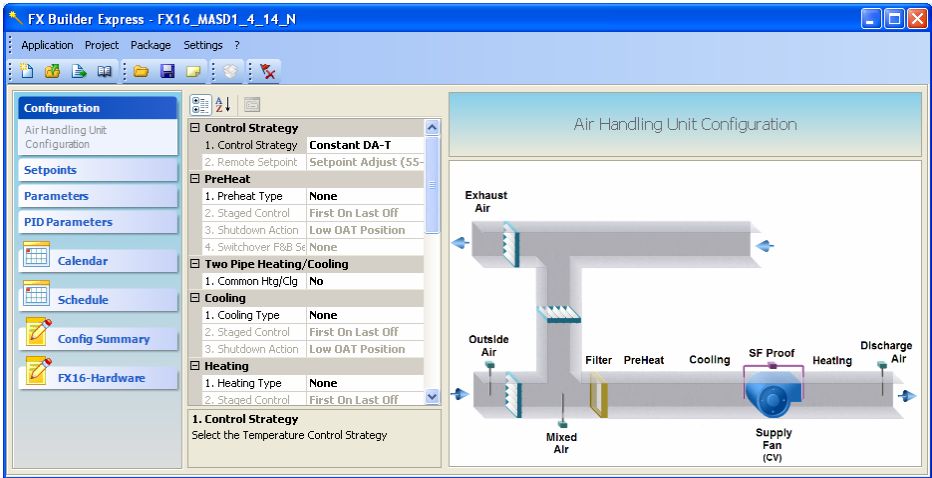 FX Builder Express - FX16_MASD1_4_14_N
Application Project Package Settings ?
Configuration
Air Handling Unit
Configuration
Setpoints
Parameters
PID Parameters
Calendar
Schedule
Config Summary
FX16-Hardware
Control Strategy
1. Control Strategy Constant DA-T
2. Remote Setpoint Setpoint Adjust (55-
PreHeat
1. Preheat Type None
2. Staged Control First On Last Off
3. Shutdown Action Low OAT Position
4. Switchover F&B Se None
Two Pipe Heating/Cooling
1. Common Htg/Clg No
Cooling
1. Cooling Type None
2. Staged Control First On Last Off
3. Shutdown Action Low OAT Position
Heating
1. Heating Type None
2. Staged Control First On Last Off
1. Control Strategy
Select the Temperature Control Strategy
Air Handling Unit Configuration
Exhaust
Air
Outside
Air
Filter PreHeat Cooling SF Proof Heating
Discharge
Air
Mixed
Air
Supply
Fan
(CV)